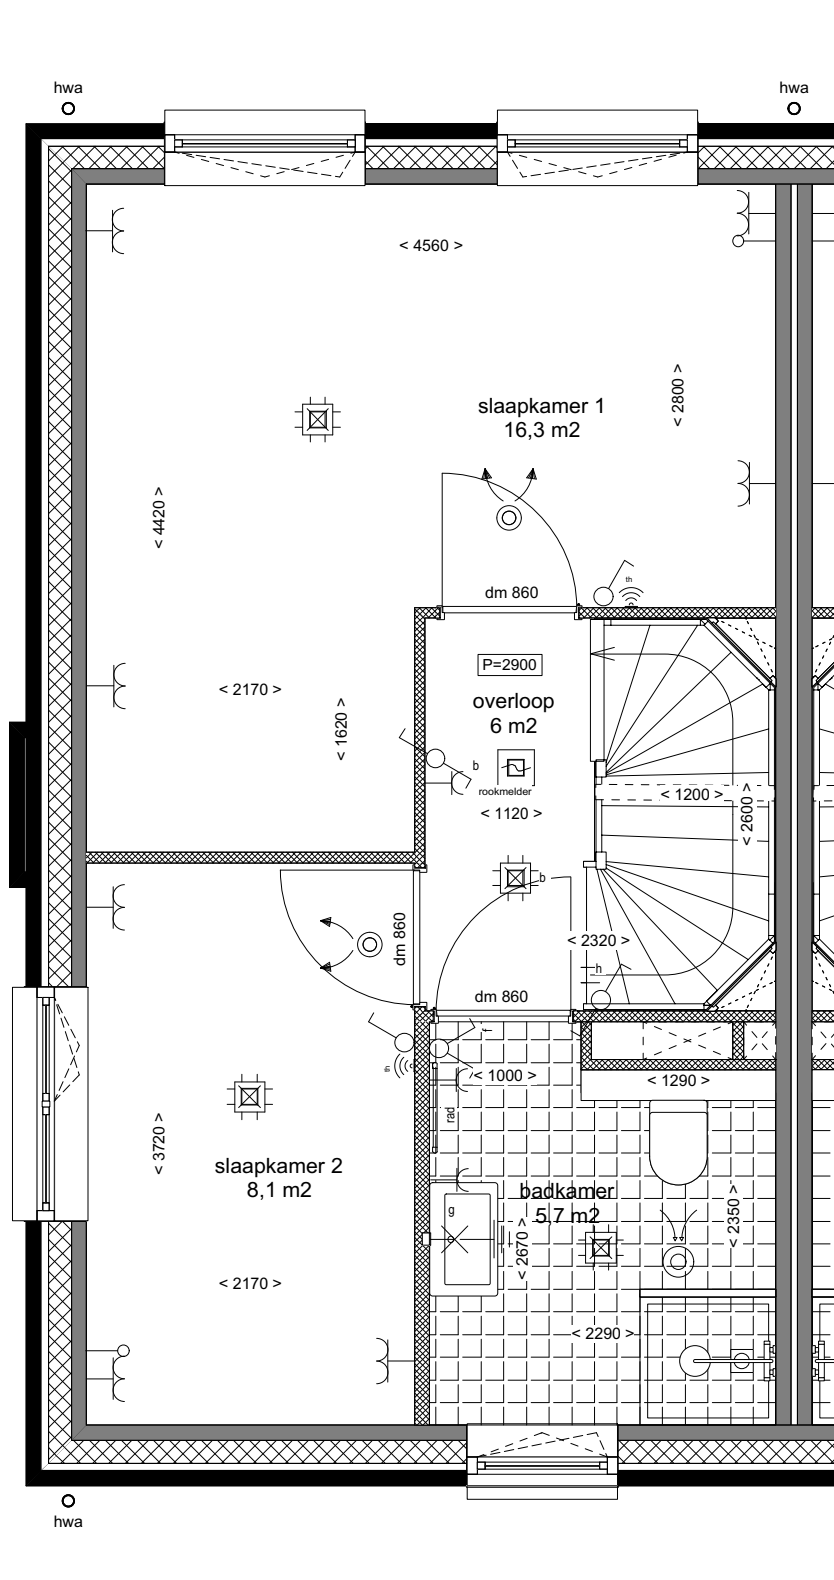 hwa
hwa
< 4560 >
< 2800 >
slaapkamer 1
16,3 m2
< 4420 >
th
dm 860
P=2900
< 2170 >
overloop
6 m2
< 1620 >
b
rookmelder
< 1200 >
< 2600 >
< 1120 >
b
dm 860
< 2320 >
h
dm 860
f
th
< 1000 >
< 1290 >
rad
< 3720 >
slaapkamer 2
8,1 m2
badkamer
5,7 m2
g
< 2350 >
< 2670 >
< 2170 >
< 2290 >
hwa